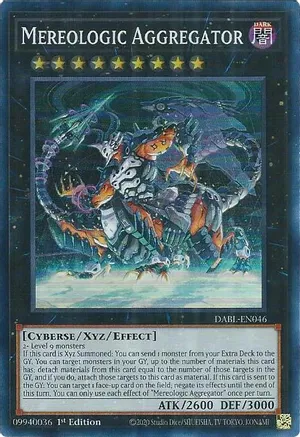 MEREOLOGIC AGGREGATOR
DARK
闇
DABL-EN046
[CYBERSE/XYZ/EFFECT]
2+ Level 9 monsters
If this card is Xyz Summoned: You can send 1 monster from your Extra Deck to the
GY. You can target monsters in your GY, up to the number of materials this card
has; detach materials from this card equal to the number of those targets in the
GY, and if you do, attach those targets to this card as material. If this card is sent to
the GY: You can target 1 face-up card on the field; negate its effects until the end of
this turn. You can only use each effect of "Mereologic Aggregator" once per turn.
ATK/2600 DEF/3000
09940036 1st Edition ©2020 Studio Dice/SHUEISHA, TV TOKYO, KONAMI